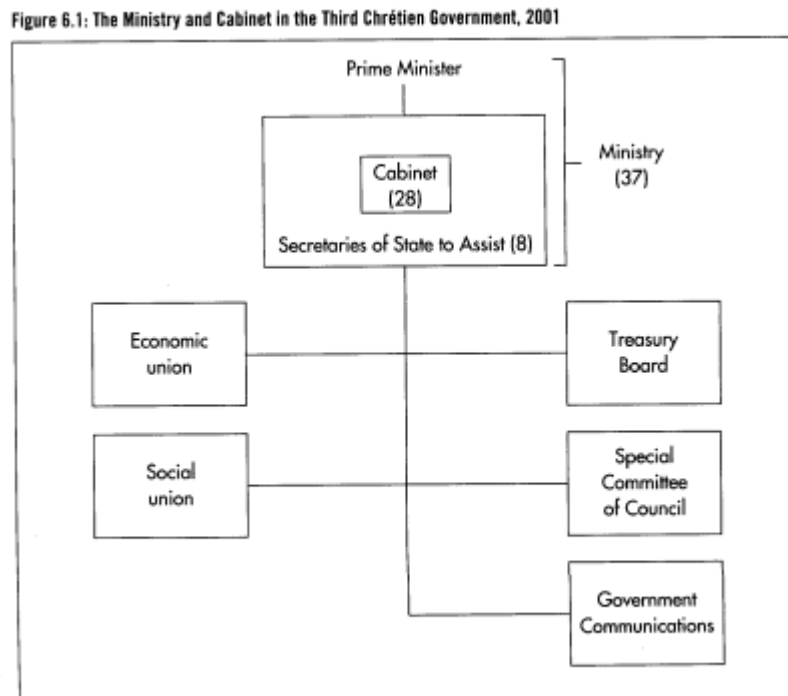 Figure 6.1: The Ministry and Cabinet in the Third Chrétien Government, 2001
Prime Minister
Cabinet
(28)
Secretaries of State to Assist (8)
Ministry
(37)
Economic
union
Treasury
Board
Social
union
Special
Committee
of Council
Government
Communications